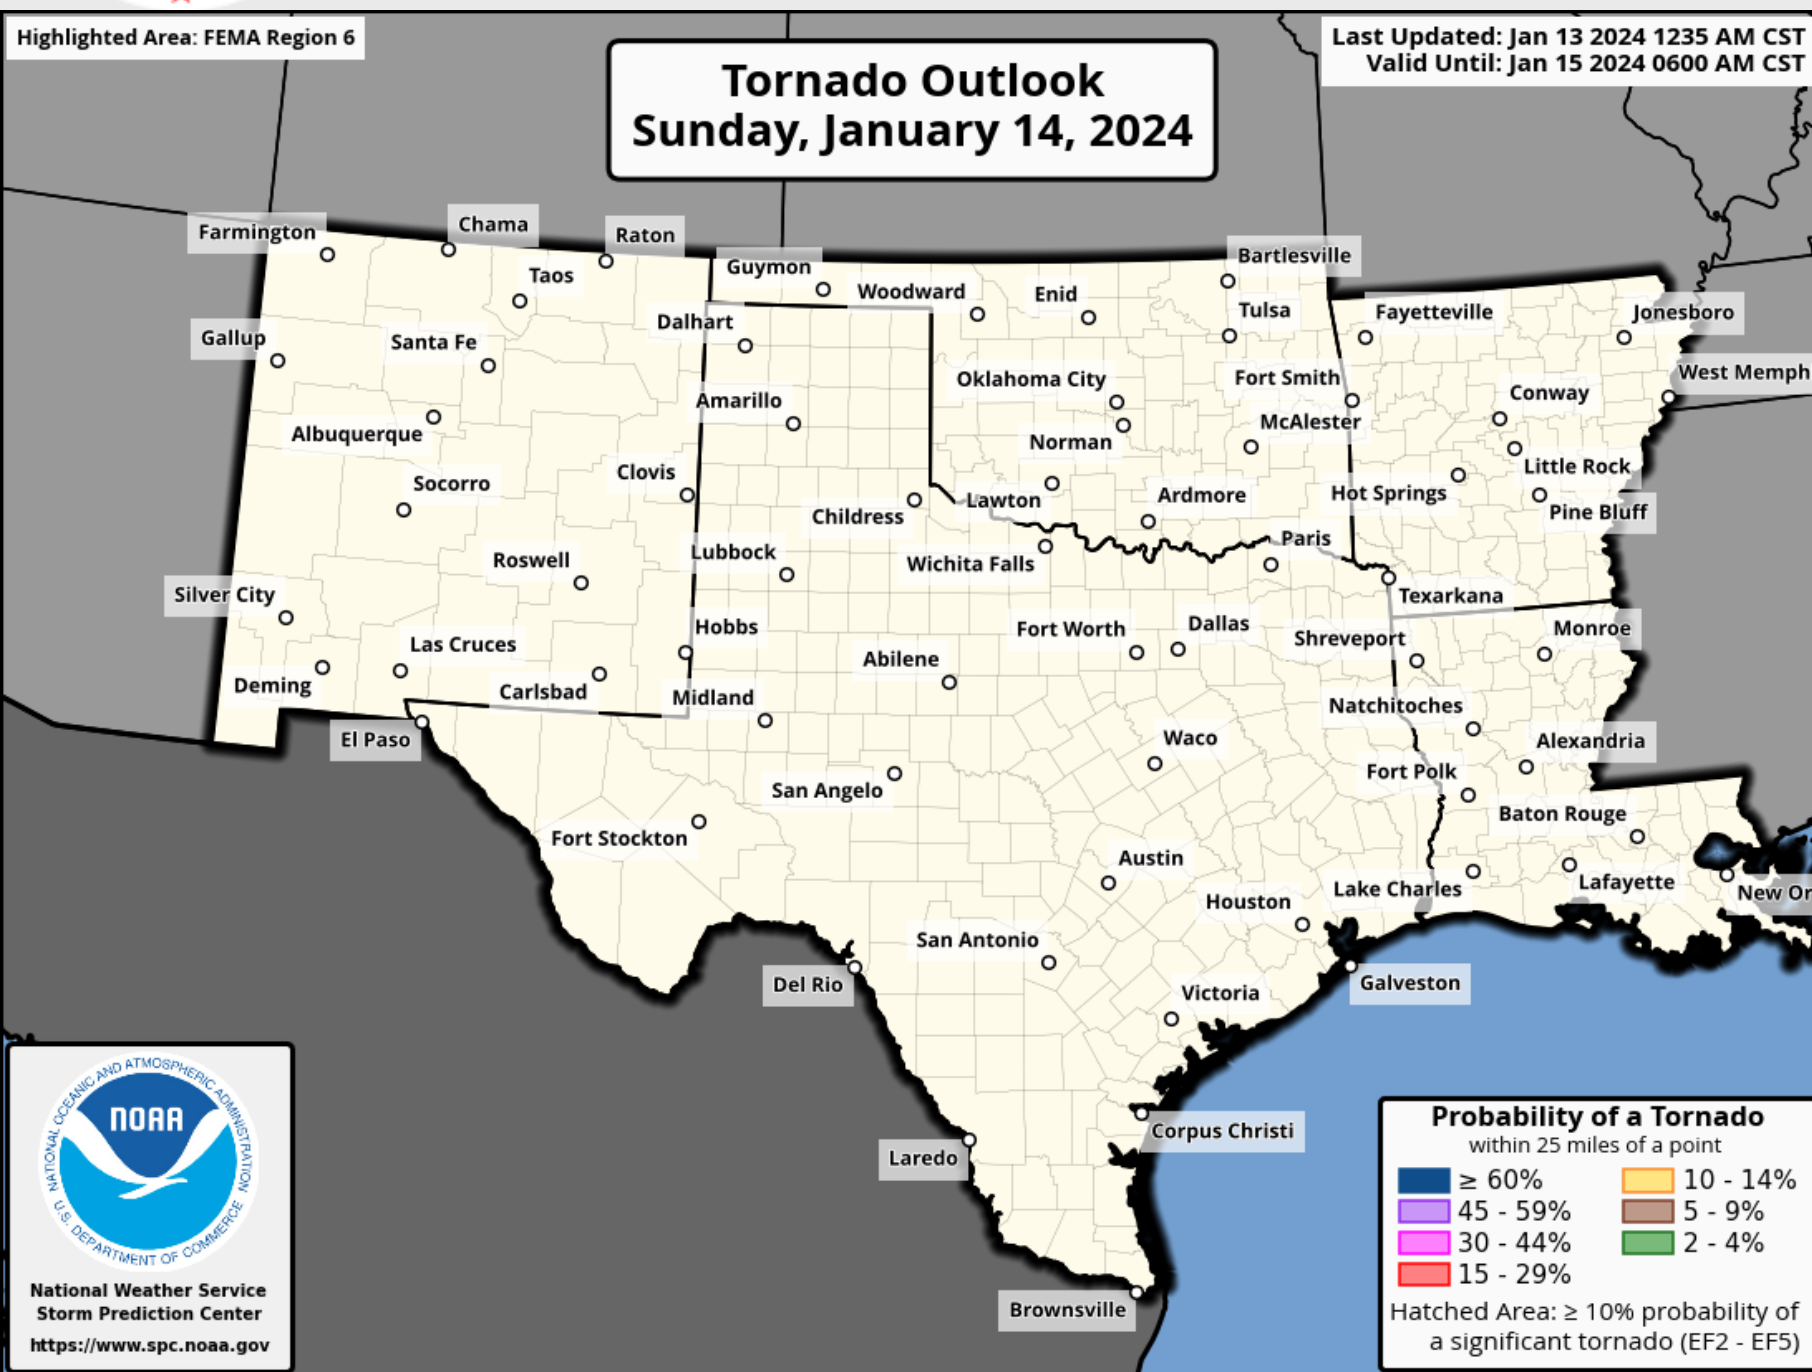 Highlighted Area: FEMA Region 6
Tornado Outlook
Sunday, January 14, 2024
Last Updated: Jan 13 2024 1235 AM CST
Valid Until: Jan 15 2024 0600 AM CST
Farmington
Chama
Raton
Guymon
Bartlesville
Taos
Woodward
Enid
Tulsa
Fayetteville
Jonesboro
Gallup
Santa Fe
Dalhart
Oklahoma City
Fort Smith
West Memph
Amarillo
Conway
Albuquerque
Norman
McAlester
Little Rock
Socorro
Clovis
Lawton
Ardmore
Hot Springs
Pine Bluff
Childress
Paris
Roswell
Lubbock
Wichita Falls
Silver City
Texarkana
Hobbs
Fort Worth
Dallas
Shreveport
Monroe
Las Cruces
Abilene
Deming
Carlsbad
Midland
Natchitoches
El Paso
Waco
Alexandria
San Angelo
Fort Polk
Fort Stockton
Baton Rouge
Austin
Lake Charles
Lafayette
New Or
Houston
San Antonio
Del Rio
Victoria
Galveston
Corpus Christi
Laredo
Brownsville
NATIONAL OCEANIC AND ATMOSPHERIC ADMINISTRATION
NOAA
U.S. DEPARTMENT OF COMMERCE
National Weather Service
Storm Prediction Center
https://www.spc.noaa.gov
Probability of a Tornado
within 25 miles of a point
≥ 60%
10 - 14%
45 - 59%
5 - 9%
30 - 44%
2 - 4%
15 - 29%
Hatched Area: ≥ 10% probability of
a significant tornado (EF2 - EF5)